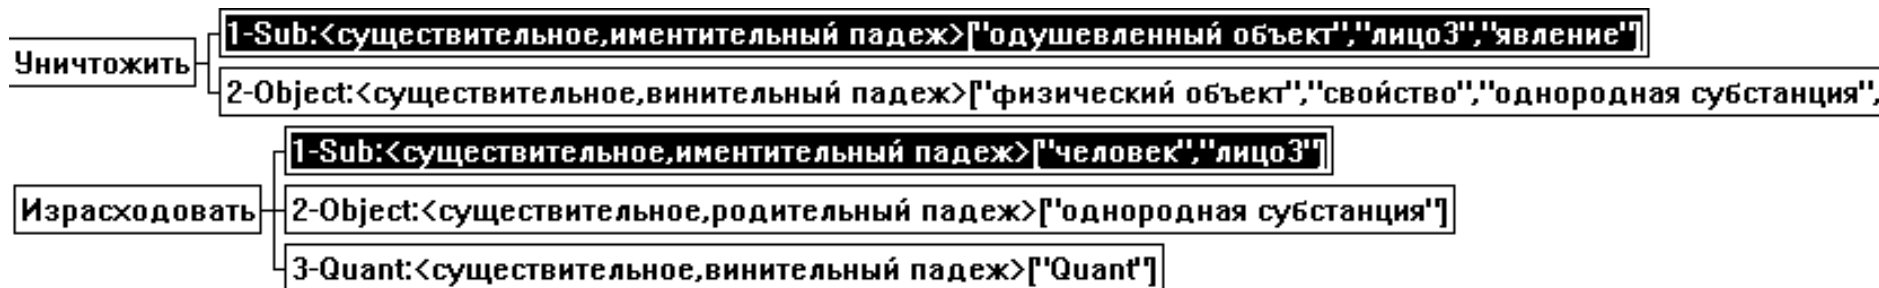 1-Sub:<существительное,иментительный падеж>["одушевленный объект","лицо3","явление"]
Уничтожить
2-Object:<существительное,винительный падеж>["физический объект","свойство","однородная субстанция",
1-Sub:<существительное,иментительный падеж>["человек","лицо3"]
Израсходовать
2-Object:<существительное,родительный падеж>["однородная субстанция"]
3-Quant:<существительное,винительный падеж>["Quant"]